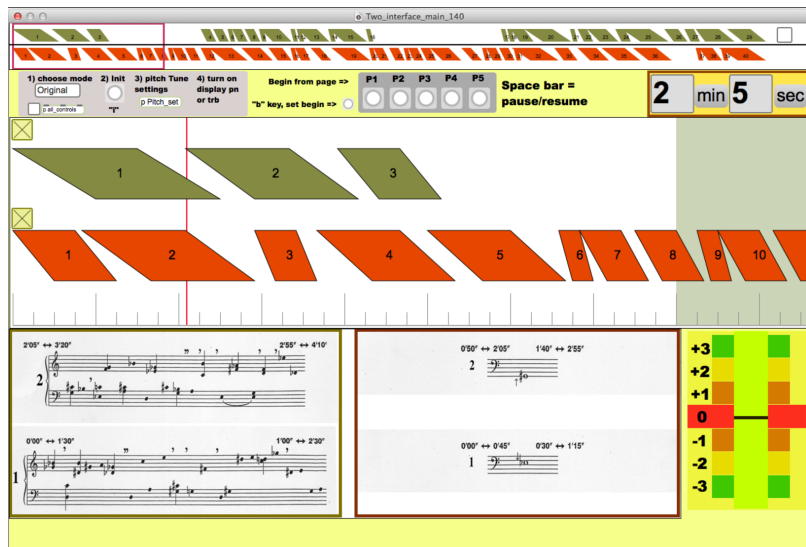 Two_interface_main_140
1) choose mode 2) Init 3) pitch Tune settings 4) turn on display pn or trb
Original
p all_controls "i" p Pitch_set
Begin from page => P1 P2 P3 P4 P5
"b" key, set begin =>
Space bar = pause/resume
2 min 5 sec
1 2 3
1 2 3 4 5 6 7 8 9 10
2'05" ↔ 3'20" 2'55" ↔ 4'10'
2
0'00" ↔ 1'30" 1'00" ↔ 2'30"
1
0'50" ↔ 2'05" 1'40" ↔ 2'55"
2
0'00" ↔ 0'45" 0'30" ↔ 1'15"
1
+3
+2
+1
0
-1
-2
-3